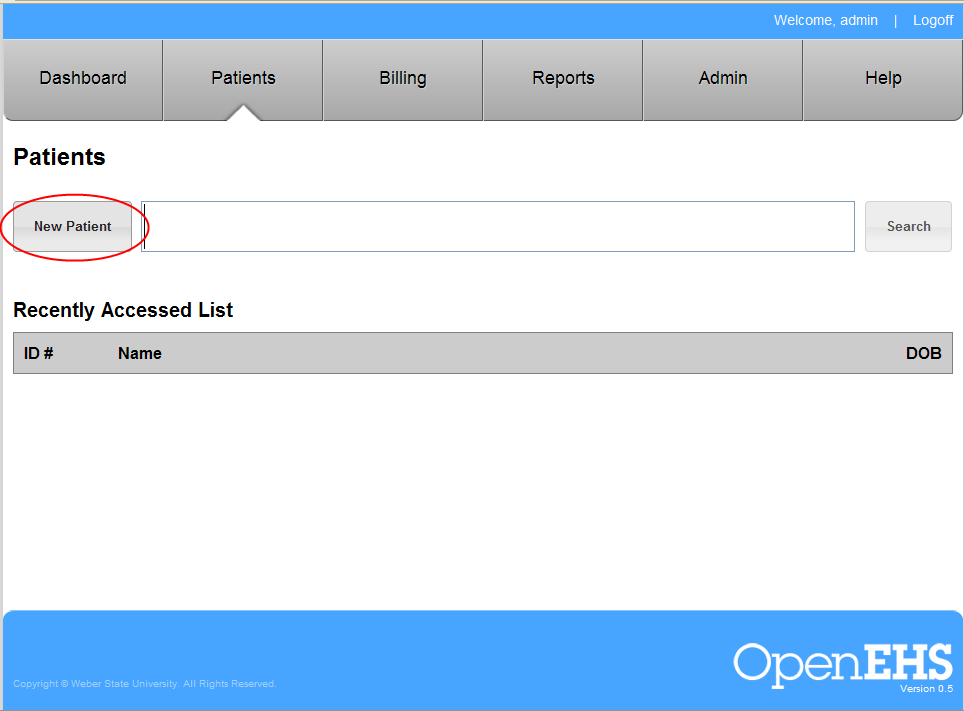 Welcome, admin | Logoff
Dashboard Patients Billing Reports Admin Help
Patients
New Patient Search
Recently Accessed List
ID # Name DOB
OpenEHS
Copyright © Weber State University. All Rights Reserved.
Version 0.5